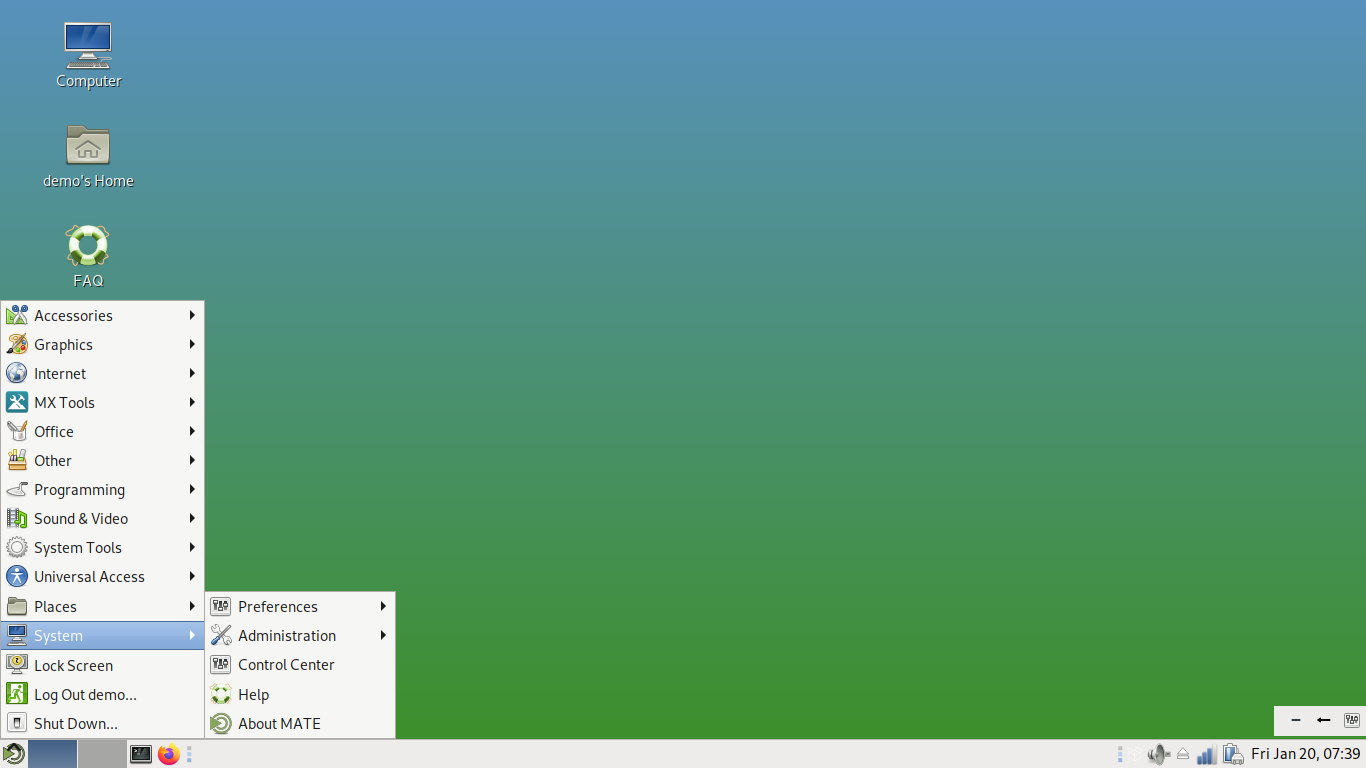 Computer
demo's Home
FAQ
Accessories
Graphics
Internet
MX Tools
Office
Other
Programming
Sound & Video
System Tools
Universal Access
Places
System
Lock Screen
Log Out demo...
Shut Down...
Preferences
Administration
Control Center
Help
About MATE
Fri Jan 20, 07:39